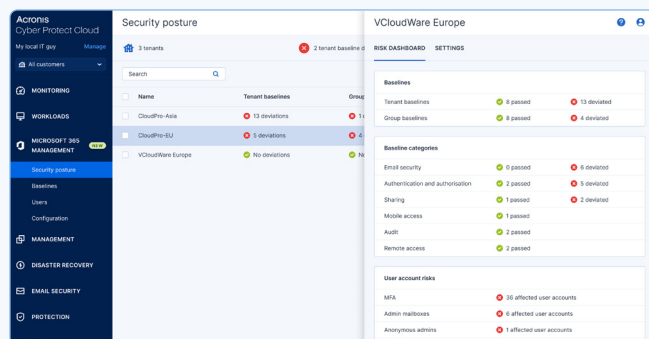 Acronis
Cyber Protect Cloud
My local IT guy Manage
All customers
MONITORING
WORKLOADS
MICROSOFT 365
MANAGEMENT NEW
Security posture
Baselines
Users
Configuration
MANAGEMENT
DISASTER RECOVERY
EMAIL SECURITY
PROTECTION
Security posture
3 tenants 2 tenant baseline d
Search
Name Tenant baselines Group
CloudPro-Asia 13 deviations 1
CloudPro-EU 5 deviations 4
VCloudWare Europe No deviations
VCloudWare Europe
RISK DASHBOARD SETTINGS
Baselines
Tenant baselines 8 passed 13 deviated
Group baselines 8 passed 4 deviated
Baseline categories
Email security 0 passed 6 deviated
Authentication and authorisation 2 passed 5 deviated
Sharing 1 passed 2 deviated
Mobile access 1 passed
Audit 2 passed
Remote access 2 passed
User account risks
MFA 36 affected user accounts
Admin mailboxes 6 affected user accounts
Anonymous admins 1 affected user accounts